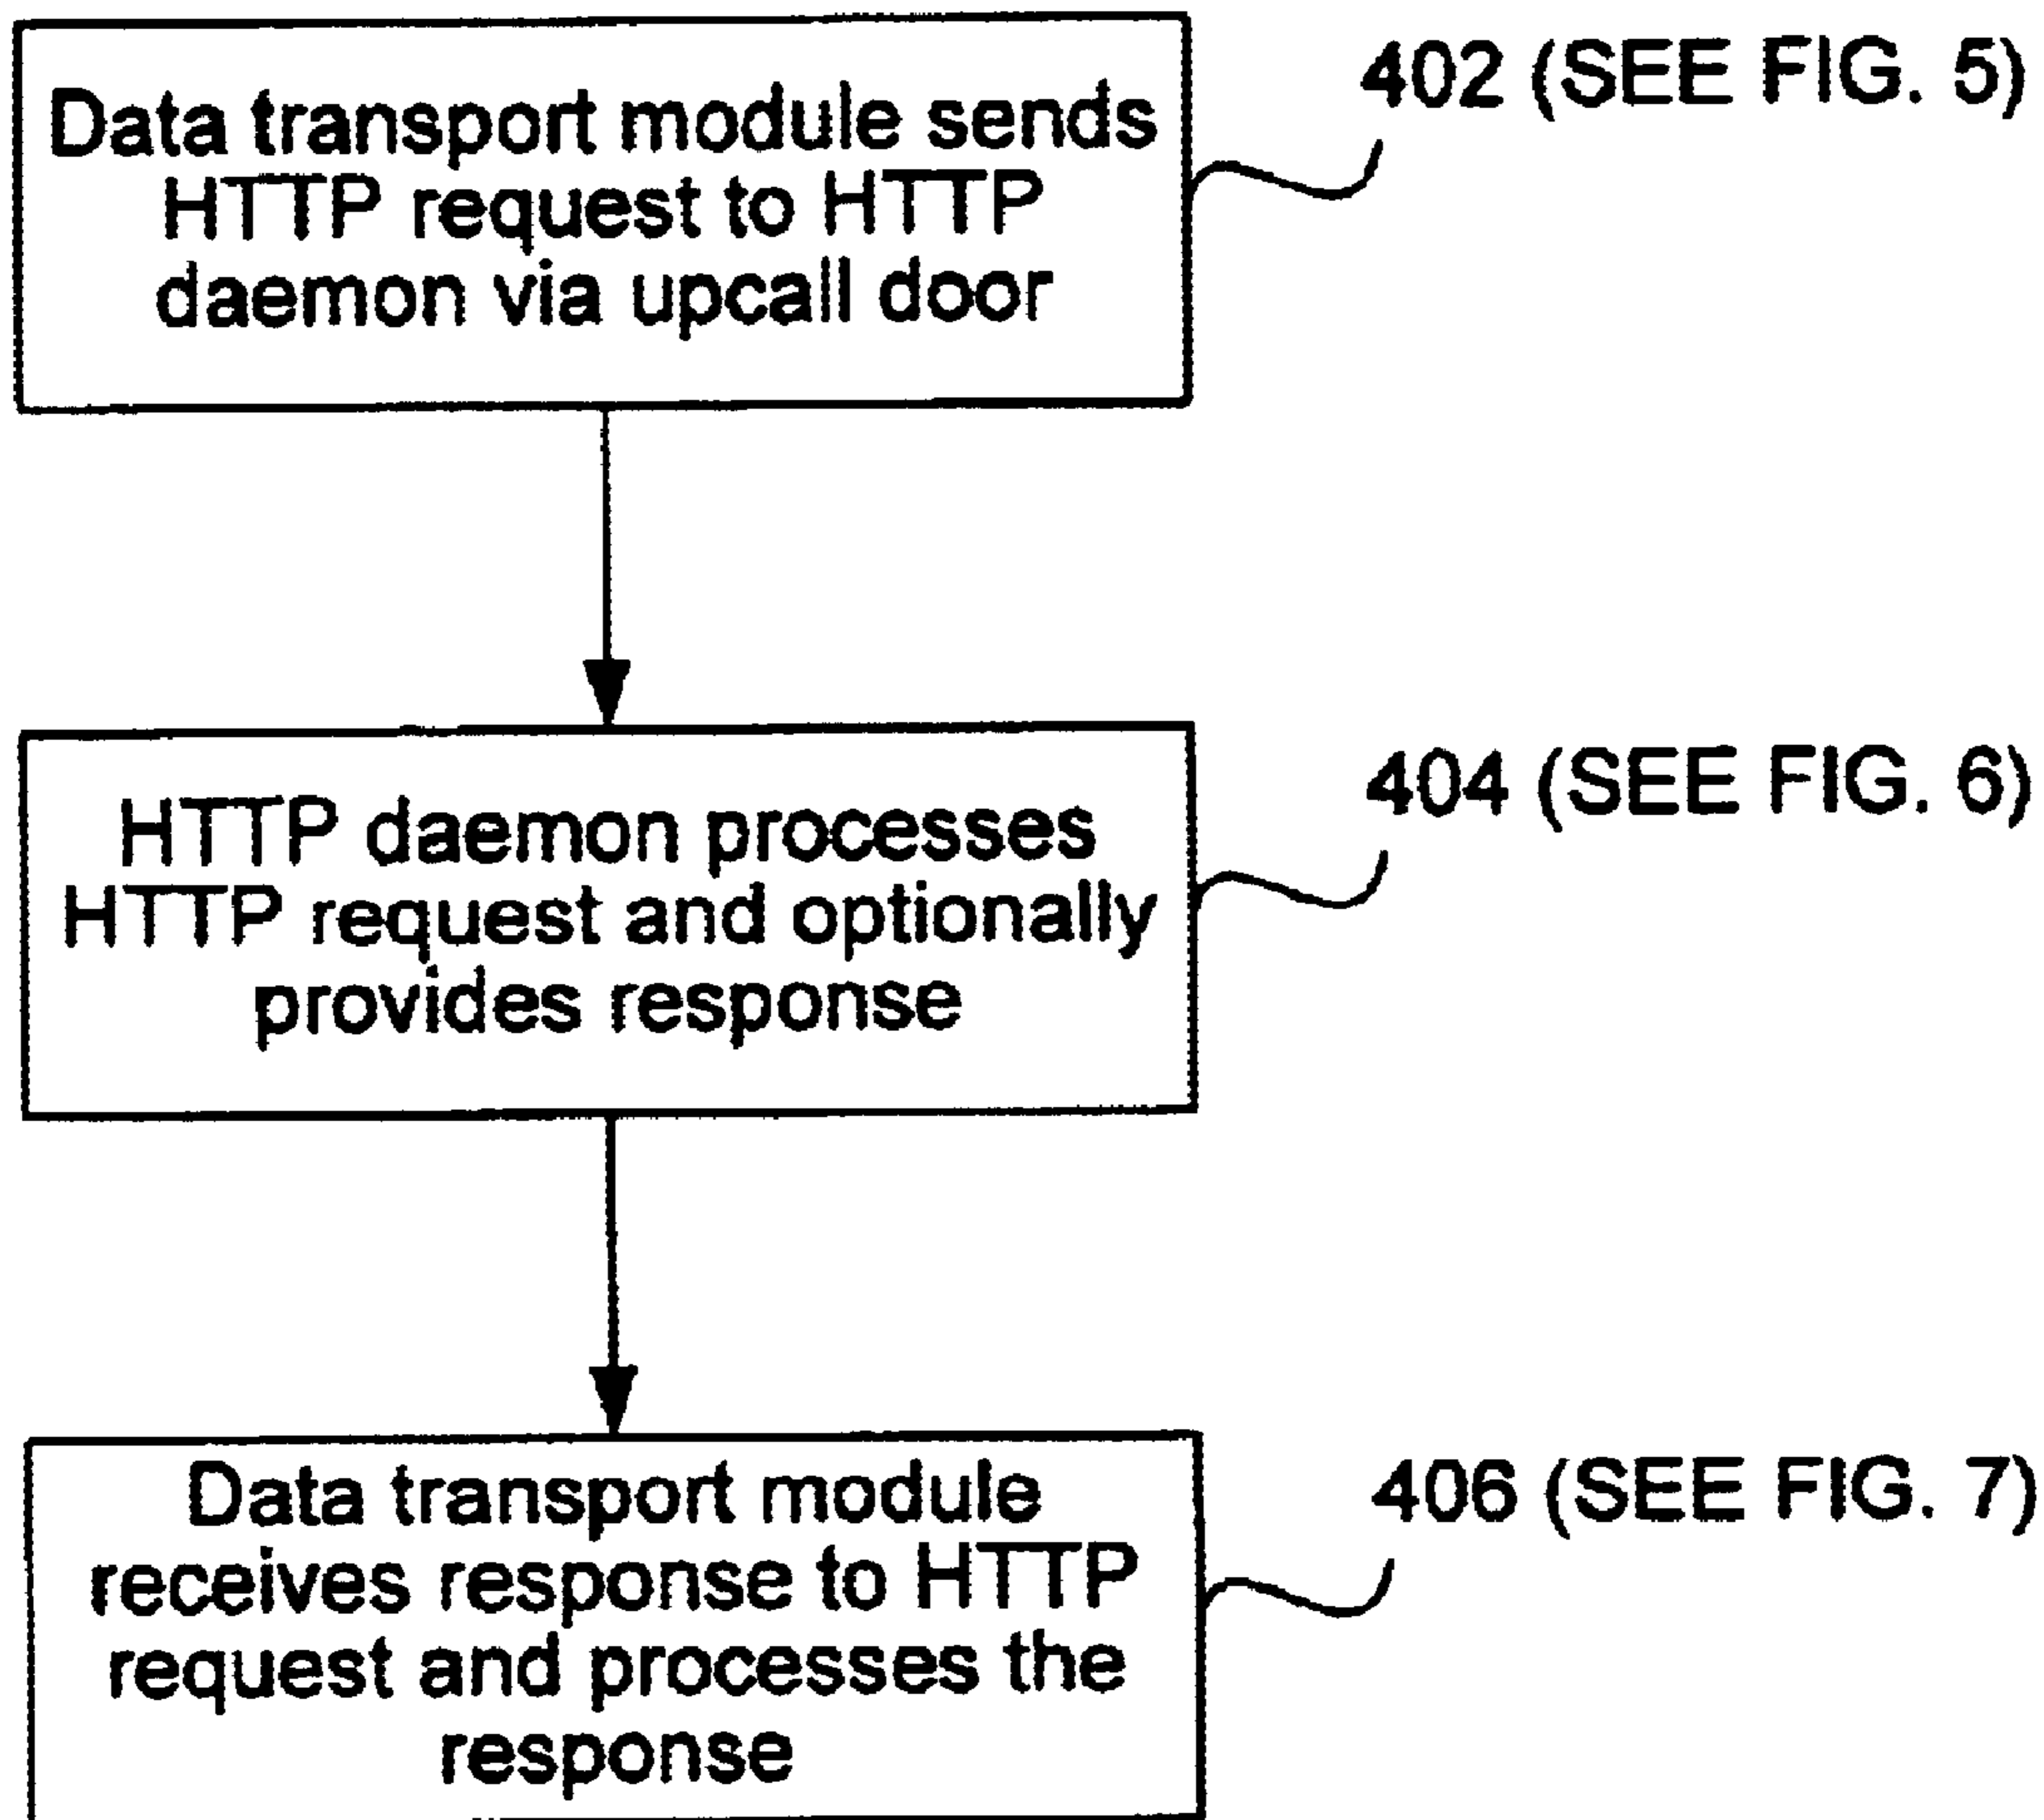 Data transport module sends
HTTP request to HTTP
daemon via upcall door
402 (SEE FIG. 5)
HTTP daemon processes
HTTP request and optionally
provides response
404 (SEE FIG. 6)
Data transport module
receives response to HTTP
request and processes the
response
406 (SEE FIG. 7)